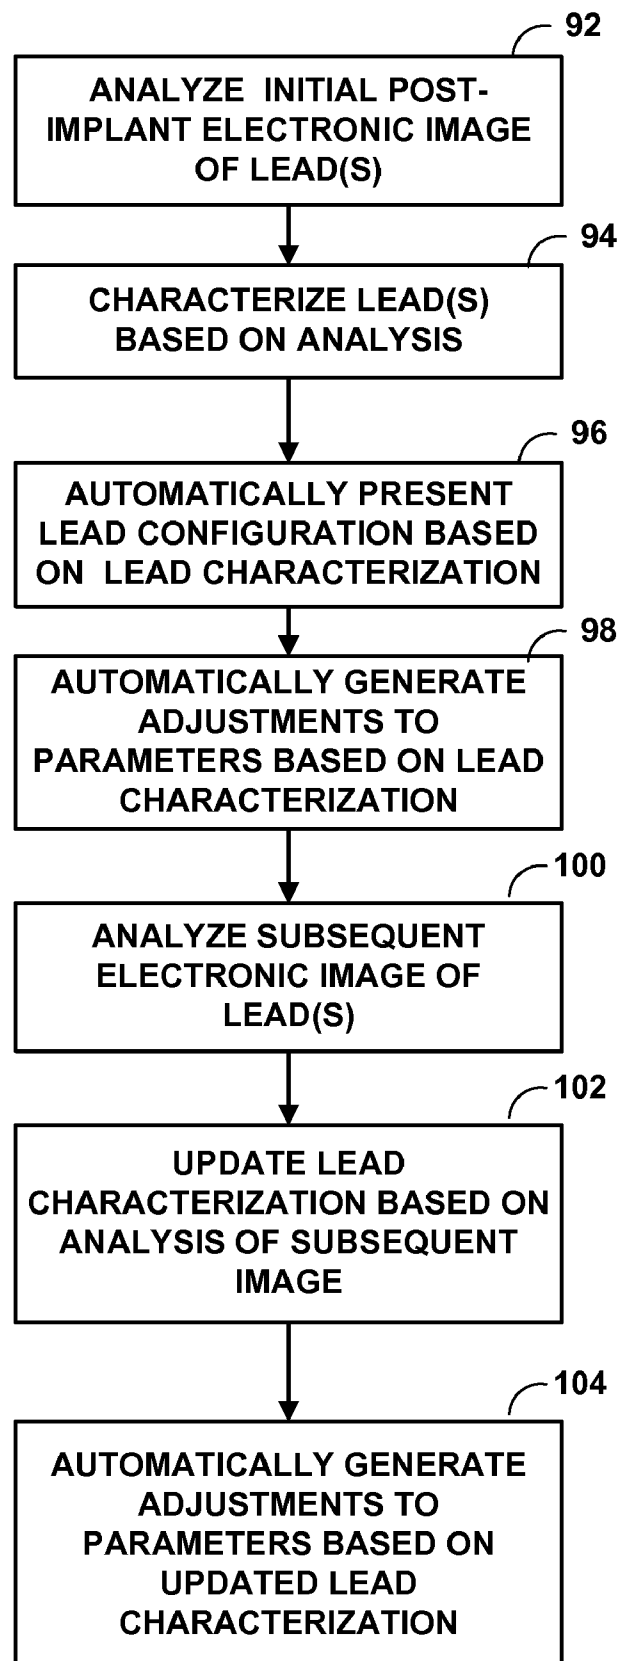 92
ANALYZE INITIAL POST-
IMPLANT ELECTRONIC IMAGE
OF LEAD(S)
94
CHARACTERIZE LEAD(S)
BASED ON ANALYSIS
96
AUTOMATICALLY PRESENT
LEAD CONFIGURATION BASED
ON LEAD CHARACTERIZATION
98
AUTOMATICALLY GENERATE
ADJUSTMENTS TO
PARAMETERS BASED ON LEAD
CHARACTERIZATION
100
ANALYZE SUBSEQUENT
ELECTRONIC IMAGE OF
LEAD(S)
102
UPDATE LEAD
CHARACTERIZATION BASED ON
ANALYSIS OF SUBSEQUENT
IMAGE
104
AUTOMATICALLY GENERATE
ADJUSTMENTS TO
PARAMETERS BASED ON
UPDATED LEAD
CHARACTERIZATION